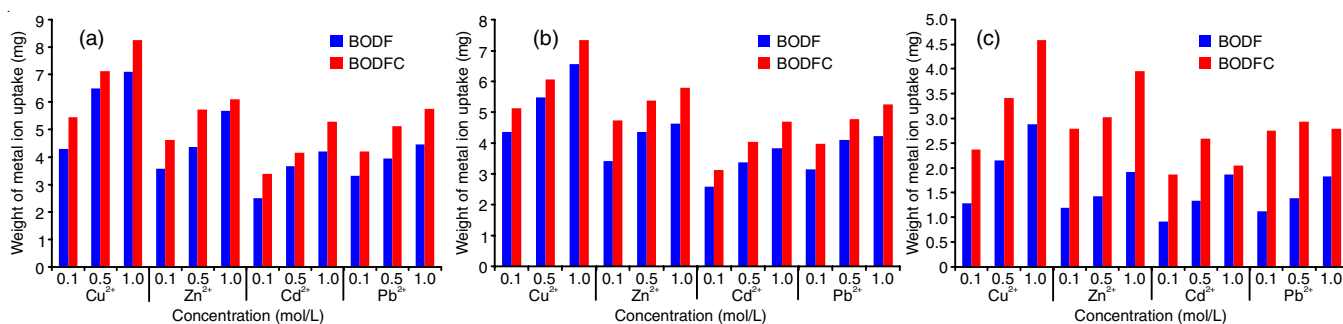 (a)
BODF
BODFC
Weight of metal ion uptake (mg)
9
8
7
6
5
4
3
2
1
0
0.1 0.5 1.0 0.1 0.5 1.0 0.1 0.5 1.0 0.1 0.5 1.0
Cu2+ Zn2+ Cd2+ Pb2+
Concentration (mol/L)
(b)
BODF
BODFC
Weight of metal ion uptake (mg)
8
7
6
5
4
3
2
1
0
0.1 0.5 1.0 0.1 0.5 1.0 0.1 0.5 1.0 0.1 0.5 1.0
Cu2+ Zn2+ Cd2+ Pb2+
Concentration (mol/L)
(c)
BODF
BODFC
Weight of metal ion uptake (mg)
5.0
4.5
4.0
3.5
3.0
2.5
2.0
1.5
1.0
0.5
0
0.1 0.5 1.0 0.1 0.5 1.0 0.1 0.5 1.0 0.1 0.5 1.0
Cu2+ Zn2+ Cd2+ Pb2+
Concentration (mol/L)